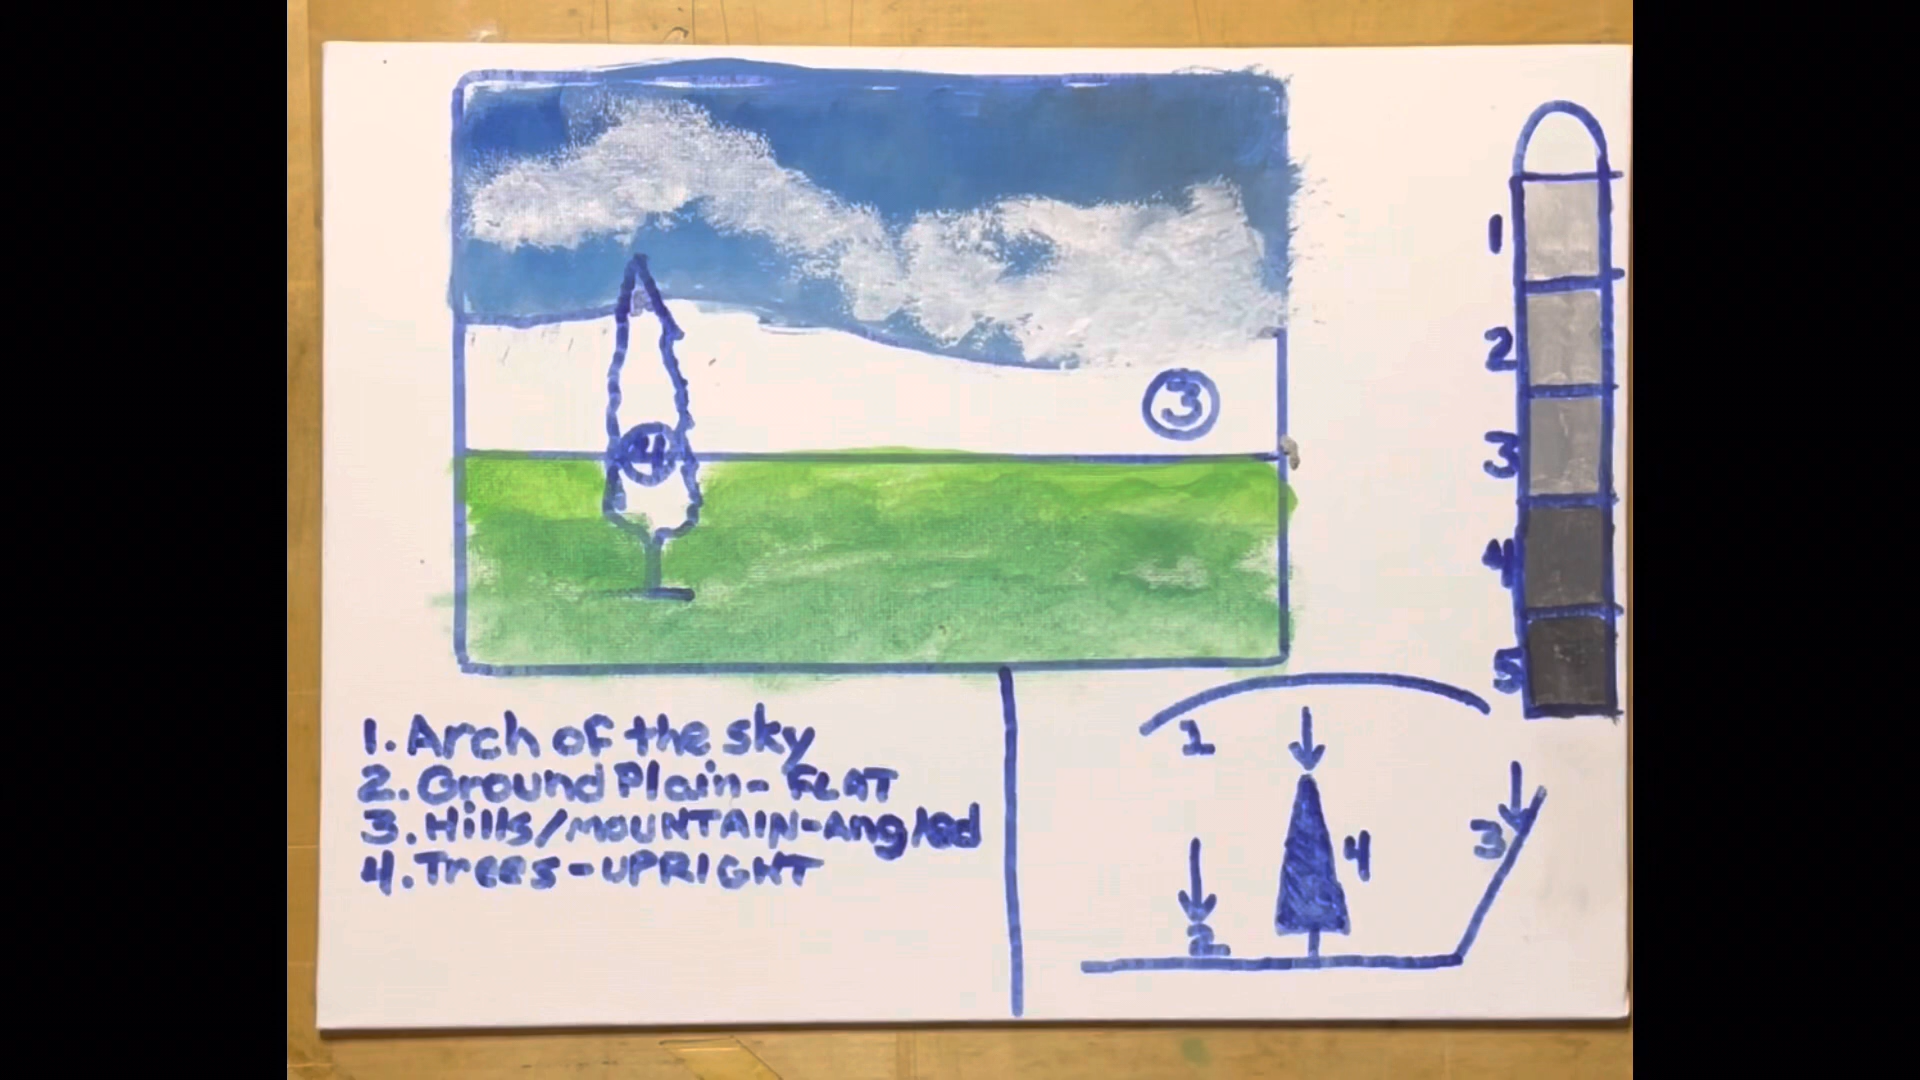 3
4
1
2
3
4
5
1. Arch of the sky
2. Ground Plain - FLAT
3. Hills/MOUNTAIN - Angled
4. Trees - UPRIGHT
1
4
3
2